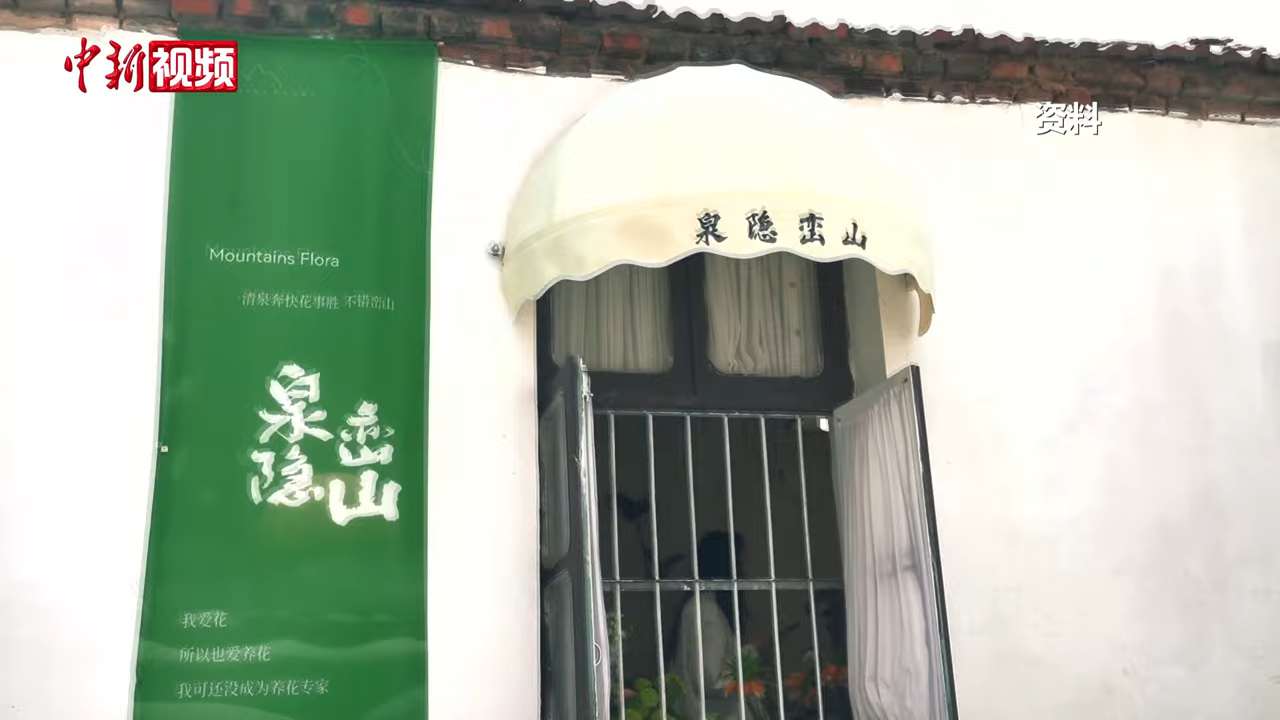 中新视频
资料
泉隐峦山
Mountains Flora
清泉奔快花事胜 不错峦山
泉隐
峦山
我爱花
所以也爱养花
我可还没成为养花专家